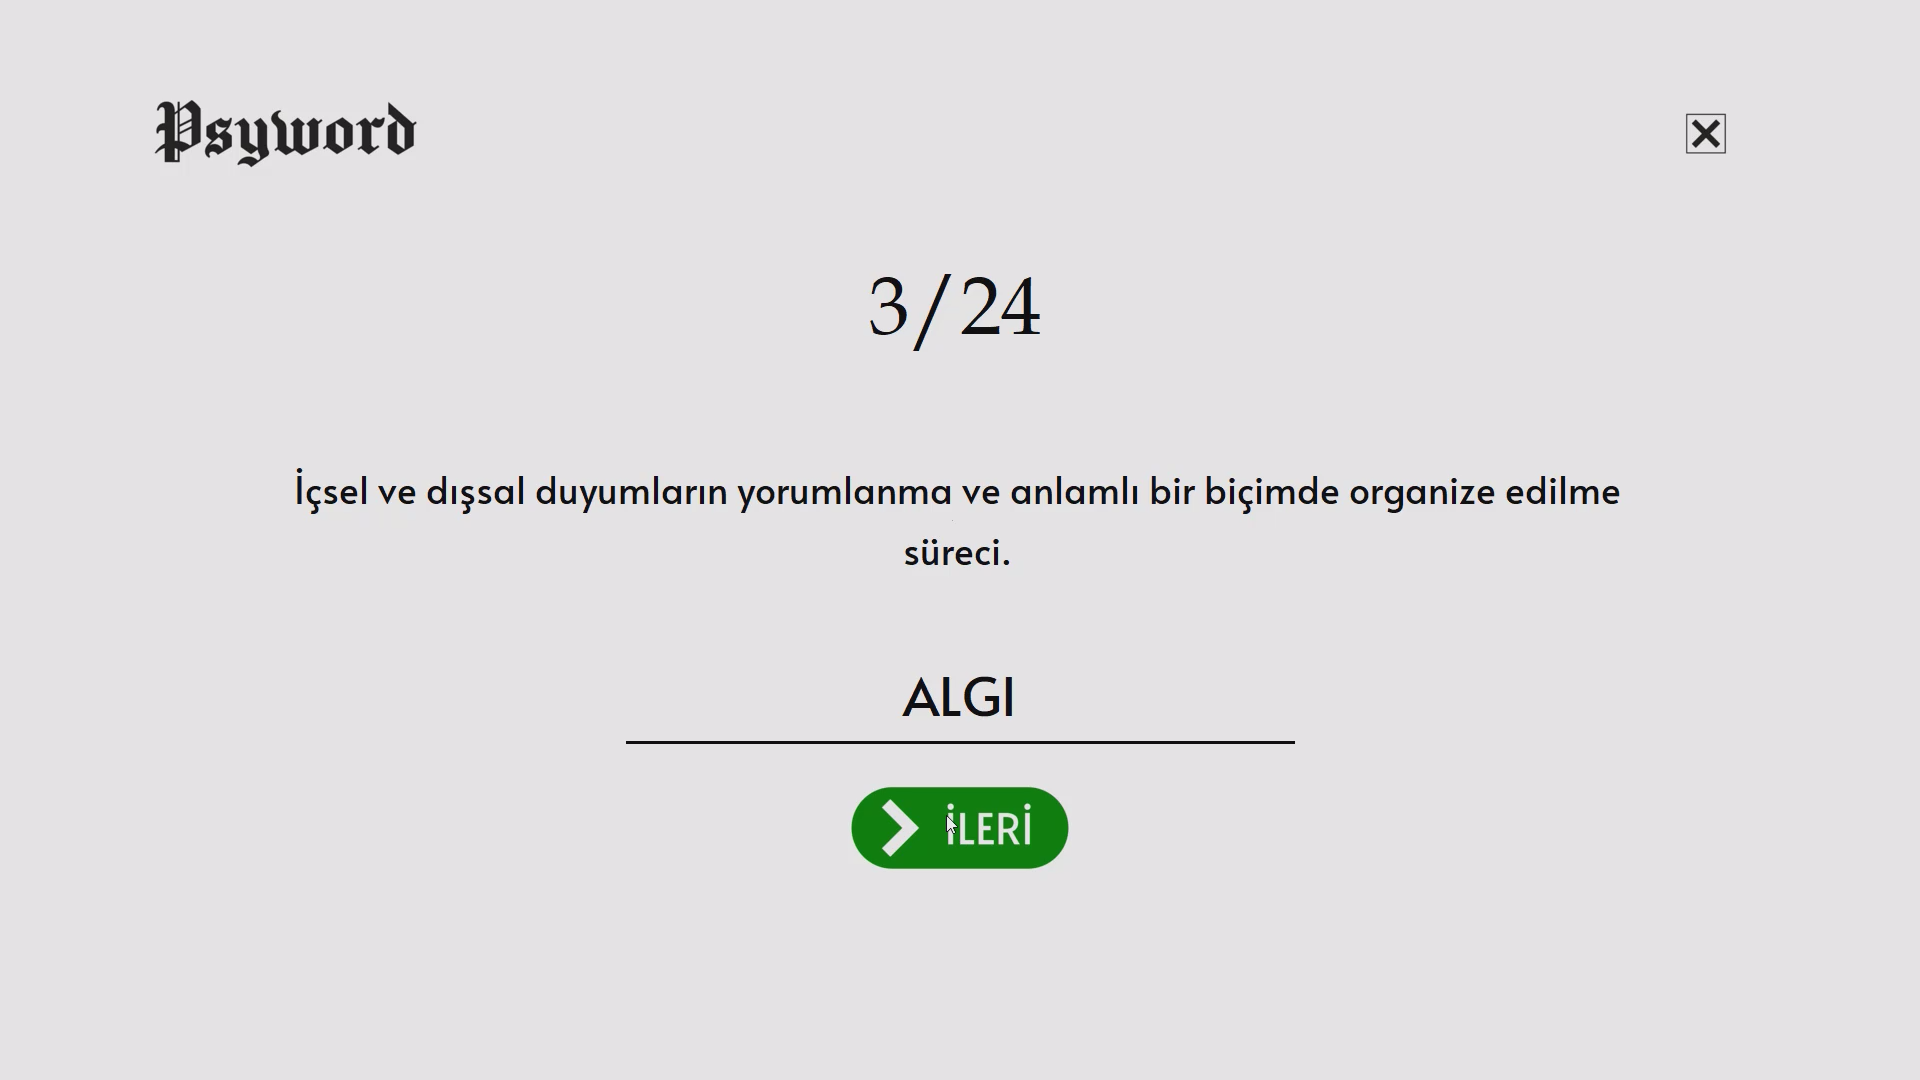 Psyword
3/24
İçsel ve dışsal duyumların yorumlanma ve anlamlı bir biçimde organize edilme
süreci.
ALGI
İLERİ